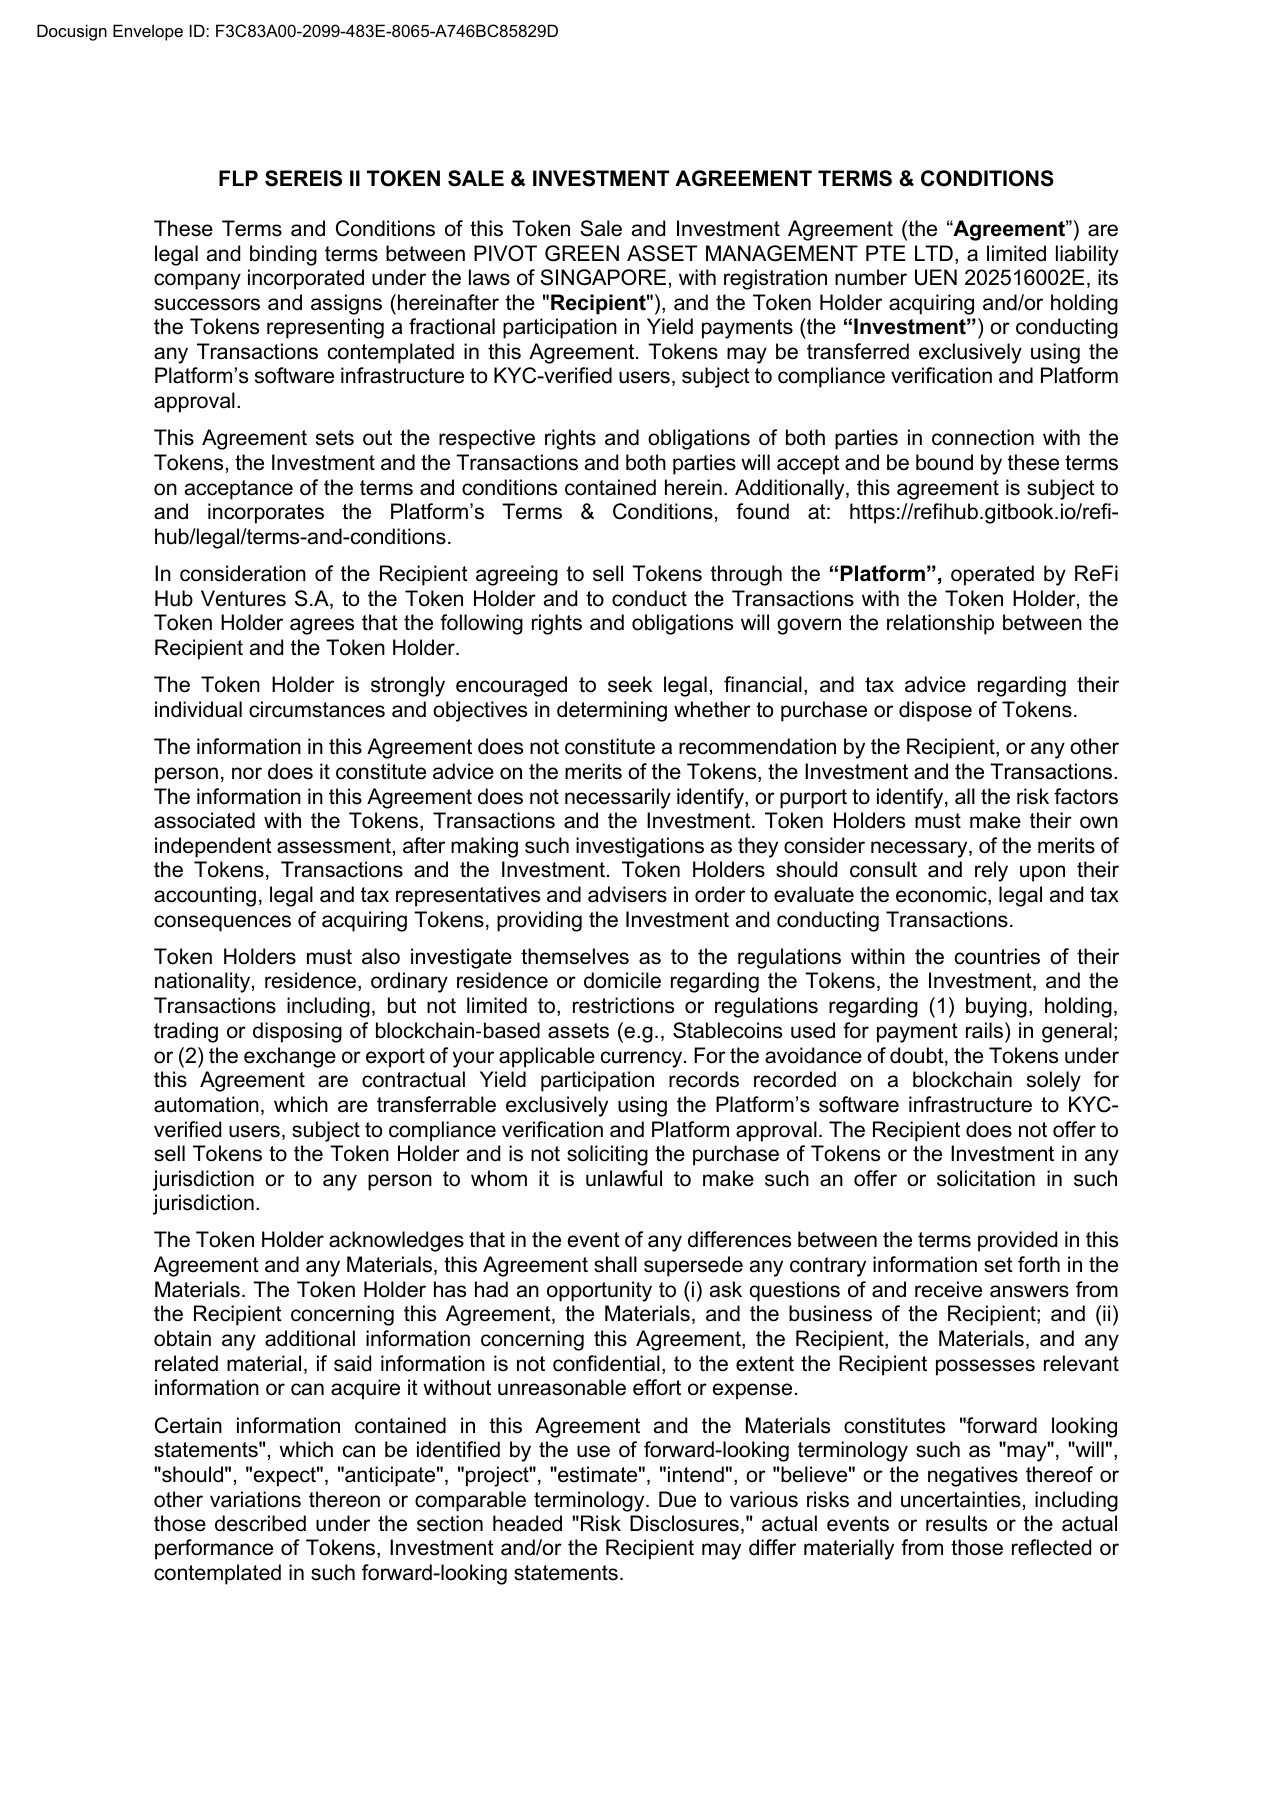 Docusign Envelope ID: F3C83A00-2099-483E-8065-A746BC85829D
FLP SEREIS II TOKEN SALE & INVESTMENT AGREEMENT TERMS & CONDITIONS
These Terms and Conditions of this Token Sale and Investment Agreement (the “Agreement”) are
legal and binding terms between PIVOT GREEN ASSET MANAGEMENT PTE LTD, a limited liability
company incorporated under the laws of SINGAPORE, with registration number UEN 202516002E, its
successors and assigns (hereinafter the "Recipient"), and the Token Holder acquiring and/or holding
the Tokens representing a fractional participation in Yield payments (the “Investment”) or conducting
any Transactions contemplated in this Agreement. Tokens may be transferred exclusively using the
Platform’s software infrastructure to KYC-verified users, subject to compliance verification and Platform
approval.
This Agreement sets out the respective rights and obligations of both parties in connection with the
Tokens, the Investment and the Transactions and both parties will accept and be bound by these terms
on acceptance of the terms and conditions contained herein. Additionally, this agreement is subject to
and incorporates the Platform’s Terms & Conditions, found at: https://refihub.gitbook.io/refi-
hub/legal/terms-and-conditions.
In consideration of the Recipient agreeing to sell Tokens through the “Platform”, operated by ReFi
Hub Ventures S.A, to the Token Holder and to conduct the Transactions with the Token Holder, the
Token Holder agrees that the following rights and obligations will govern the relationship between the
Recipient and the Token Holder.
The Token Holder is strongly encouraged to seek legal, financial, and tax advice regarding their
individual circumstances and objectives in determining whether to purchase or dispose of Tokens.
The information in this Agreement does not constitute a recommendation by the Recipient, or any other
person, nor does it constitute advice on the merits of the Tokens, the Investment and the Transactions.
The information in this Agreement does not necessarily identify, or purport to identify, all the risk factors
associated with the Tokens, Transactions and the Investment. Token Holders must make their own
independent assessment, after making such investigations as they consider necessary, of the merits of
the Tokens, Transactions and the Investment. Token Holders should consult and rely upon their
accounting, legal and tax representatives and advisers in order to evaluate the economic, legal and tax
consequences of acquiring Tokens, providing the Investment and conducting Transactions.
Token Holders must also investigate themselves as to the regulations within the countries of their
nationality, residence, ordinary residence or domicile regarding the Tokens, the Investment, and the
Transactions including, but not limited to, restrictions or regulations regarding (1) buying, holding,
trading or disposing of blockchain-based assets (e.g., Stablecoins used for payment rails) in general;
or (2) the exchange or export of your applicable currency. For the avoidance of doubt, the Tokens under
this Agreement are contractual Yield participation records recorded on a blockchain solely for
automation, which are transferrable exclusively using the Platform’s software infrastructure to KYC-
verified users, subject to compliance verification and Platform approval. The Recipient does not offer to
sell Tokens to the Token Holder and is not soliciting the purchase of Tokens or the Investment in any
jurisdiction or to any person to whom it is unlawful to make such an offer or solicitation in such
jurisdiction.
The Token Holder acknowledges that in the event of any differences between the terms provided in this
Agreement and any Materials, this Agreement shall supersede any contrary information set forth in the
Materials. The Token Holder has had an opportunity to (i) ask questions of and receive answers from
the Recipient concerning this Agreement, the Materials, and the business of the Recipient; and (ii)
obtain any additional information concerning this Agreement, the Recipient, the Materials, and any
related material, if said information is not confidential, to the extent the Recipient possesses relevant
information or can acquire it without unreasonable effort or expense.
Certain information contained in this Agreement and the Materials constitutes "forward looking
statements", which can be identified by the use of forward-looking terminology such as "may", "will",
"should", "expect", "anticipate", "project", "estimate", "intend", or "believe" or the negatives thereof or
other variations thereon or comparable terminology. Due to various risks and uncertainties, including
those described under the section headed "Risk Disclosures," actual events or results or the actual
performance of Tokens, Investment and/or the Recipient may differ materially from those reflected or
contemplated in such forward-looking statements.